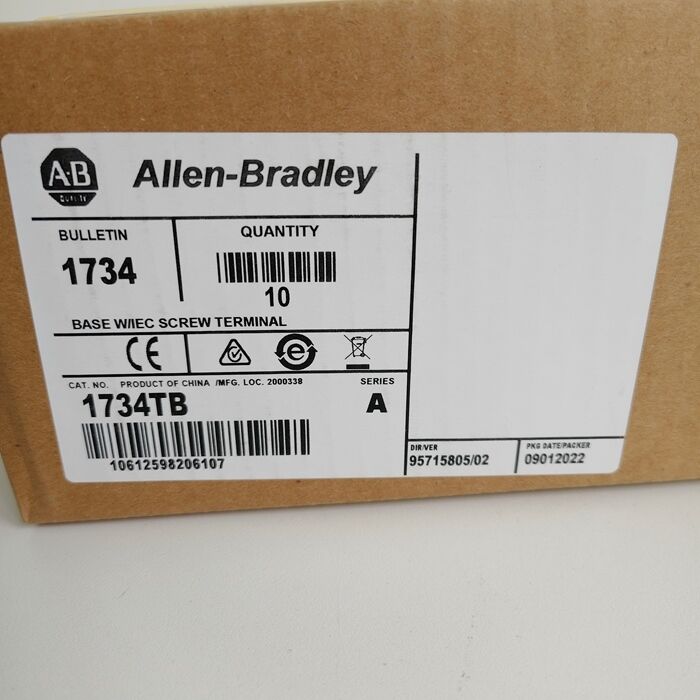 A·B
QUALITY
Allen-Bradley
BULLETIN
1734
QUANTITY
10
BASE W/IEC SCREW TERMINAL
CE
e
CAT. NO. PRODUCT OF CHINA /MFG. LOC. 2000338
SERIES
1734TB
A
10612598206107
DIR/VER
95715805/02
PKG DATE/PACKER
09012022